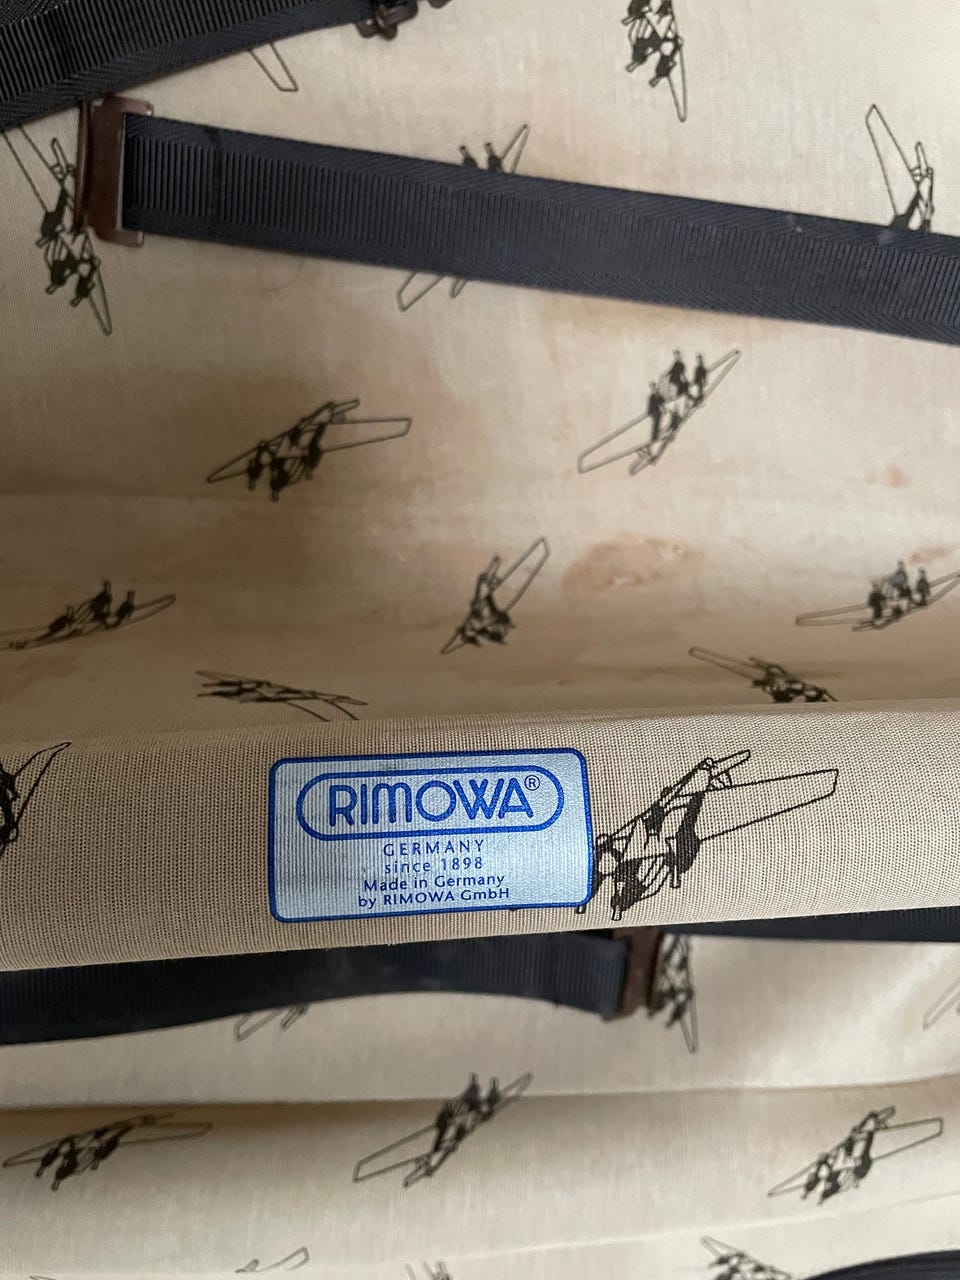 RIMOWA®
GERMANY
since 1898
Made in Germany
by RIMOWA GmbH